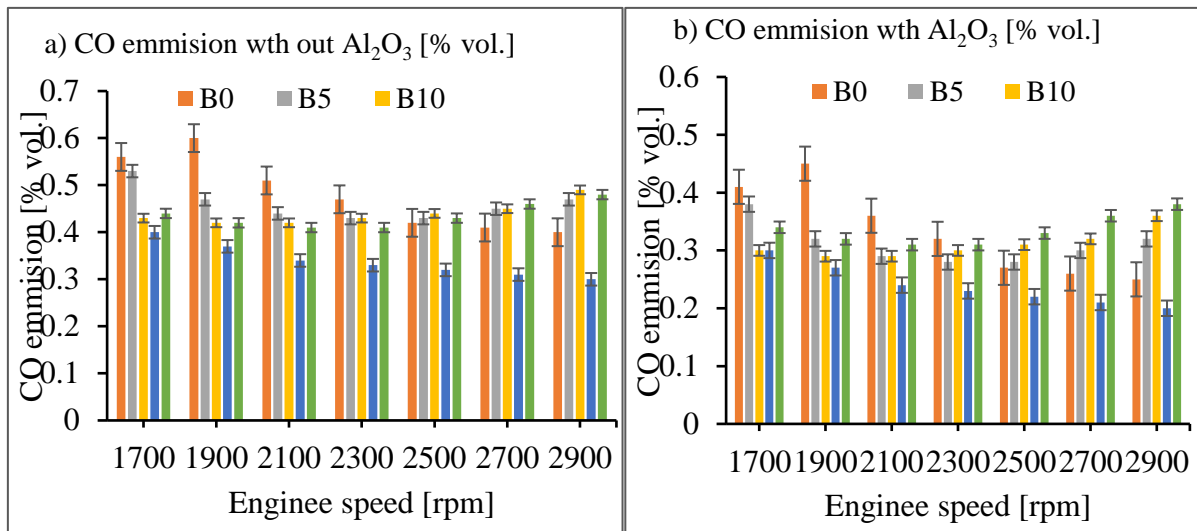 a) CO emmision wth out Al₂O₃ [% vol.]
B0 B5 B10
CO emmision [% vol.]
0.7
0.6
0.5
0.4
0.3
0.2
0.1
0
1700 1900 2100 2300 2500 2700 2900
Enginee speed [rpm]
b) CO emmision wth Al₂O₃ [% vol.]
B0 B5 B10
CO emmision [% vol.]
0.6
0.5
0.4
0.3
0.2
0.1
0
1700 1900 2100 2300 2500 2700 2900
Enginee speed [rpm]